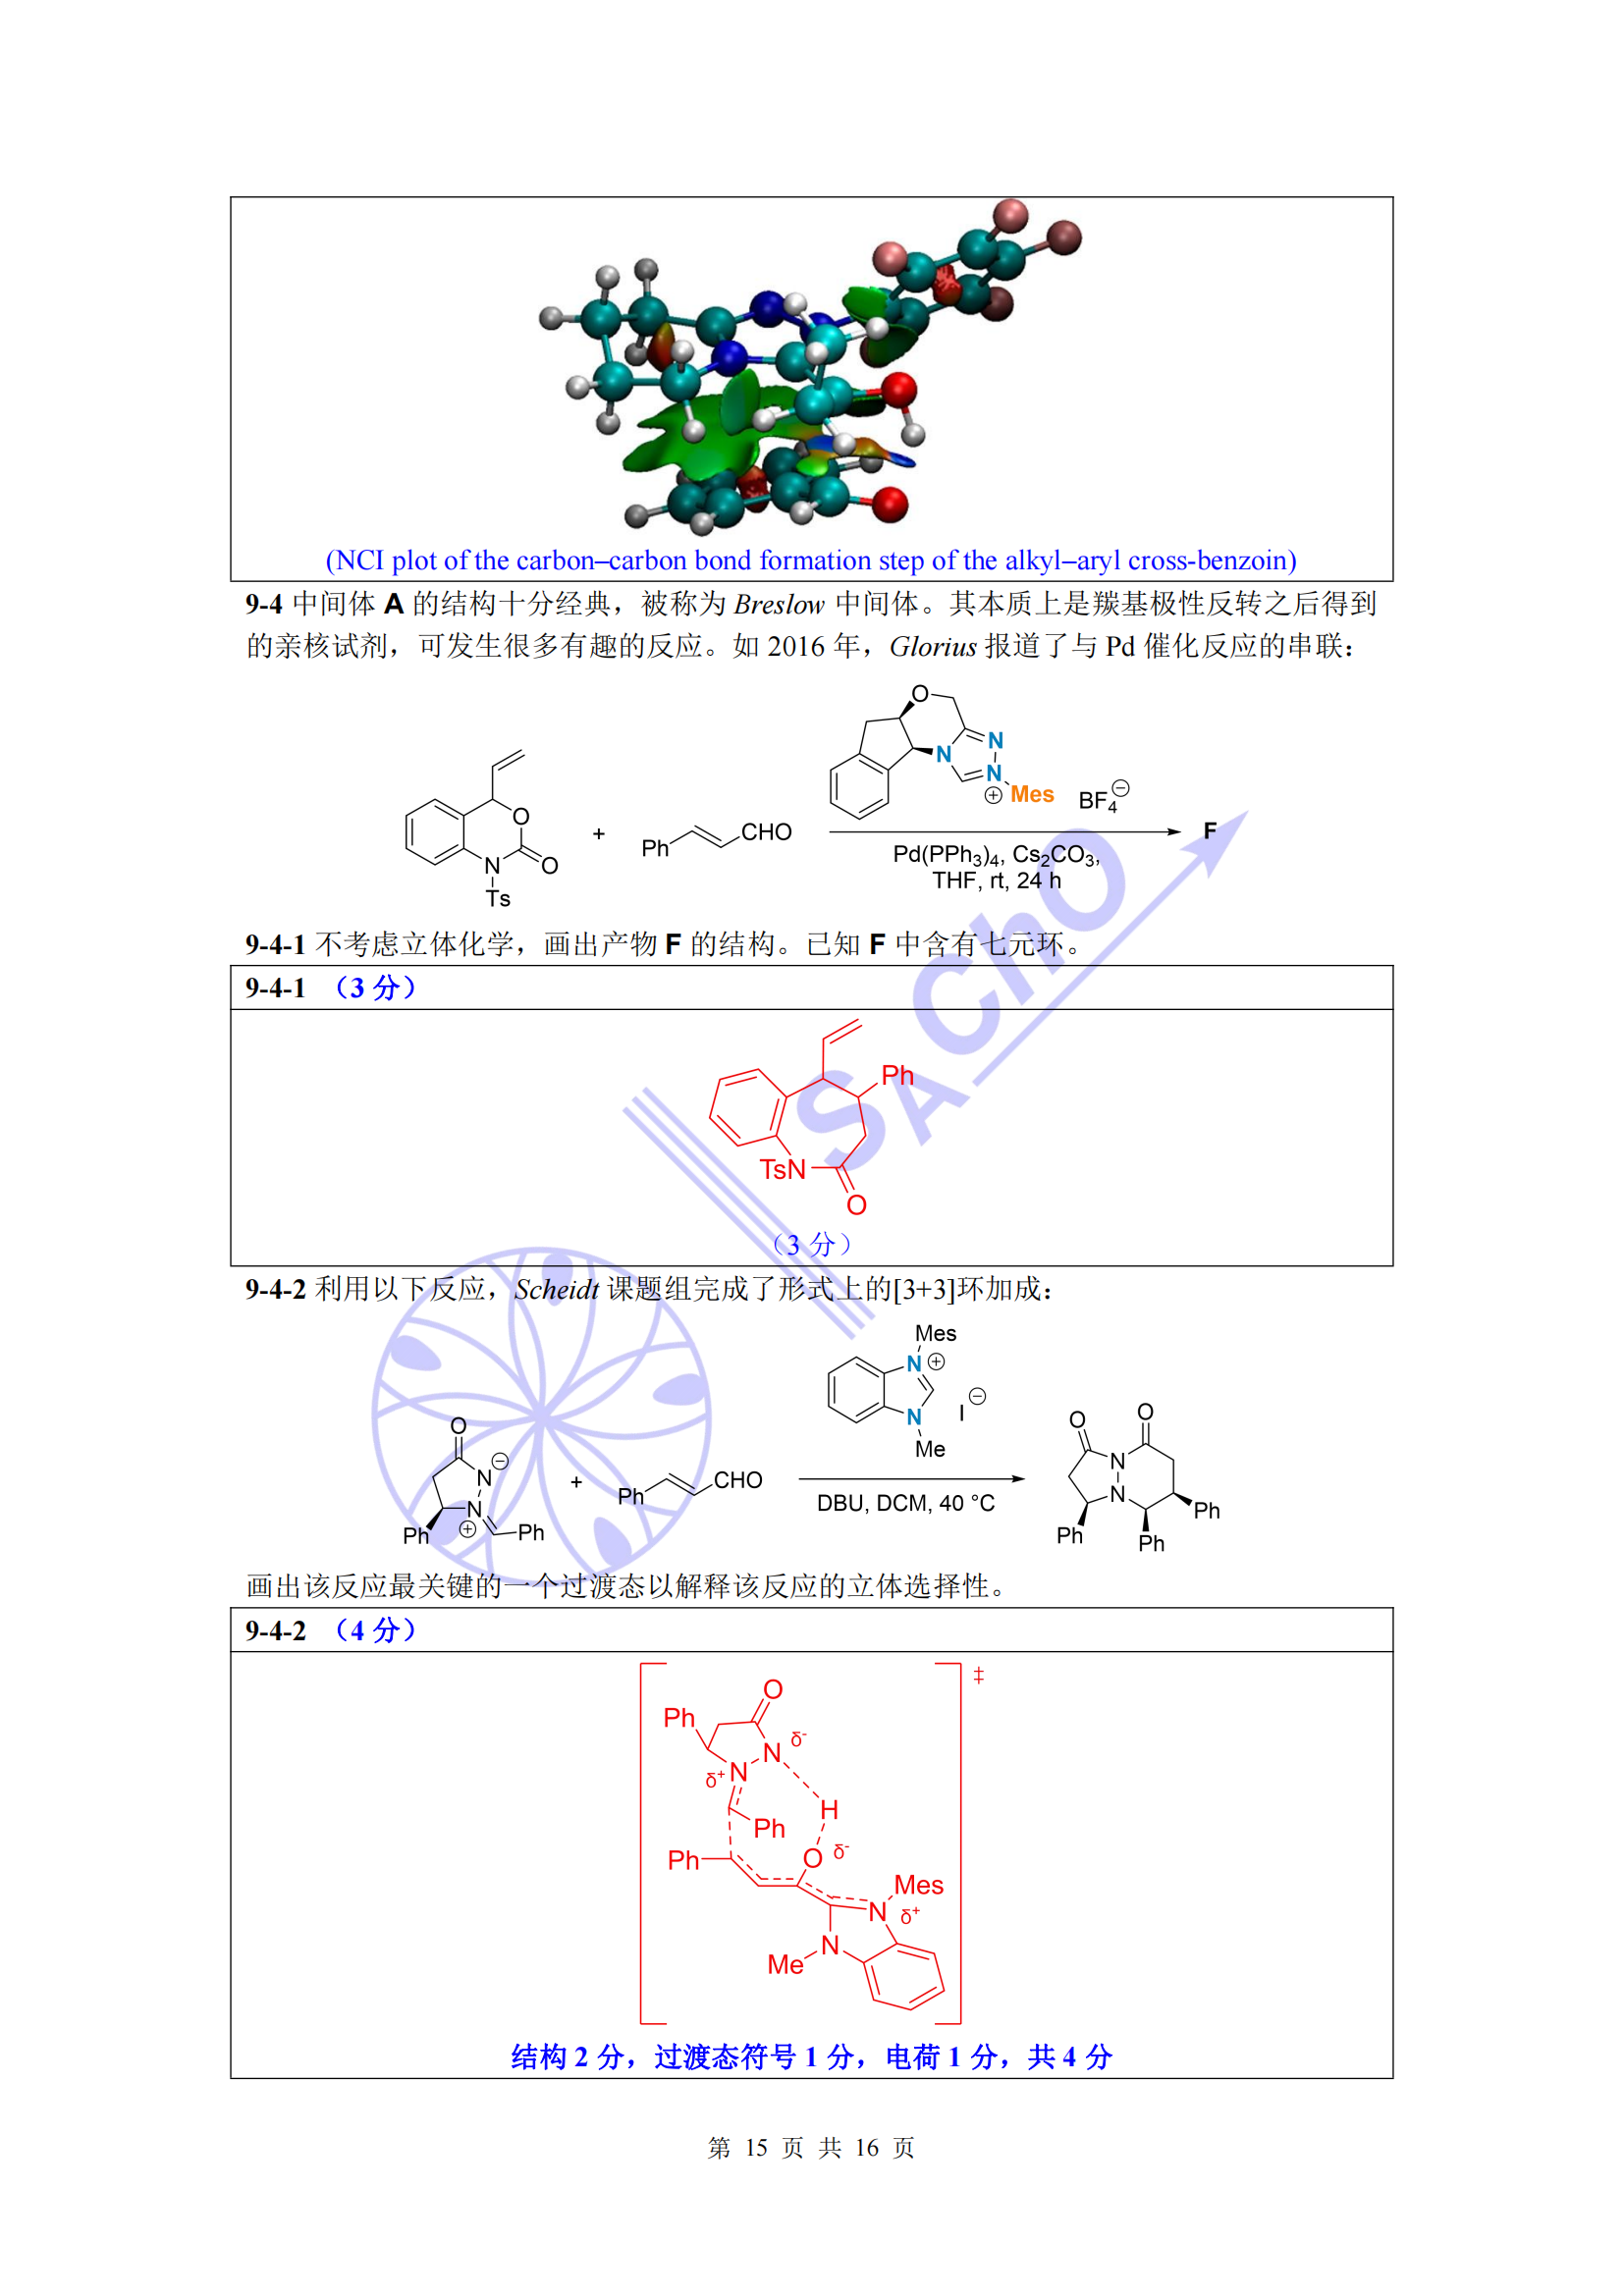 (NCI plot of the carbon–carbon bond formation step of the alkyl–aryl cross-benzoin)
9-4 中间体 A 的结构十分经典，被称为 Breslow 中间体。其本质上是羰基极性反转之后得到
的亲核试剂，可发生很多有趣的反应。如 2016 年，Glorius 报道了与 Pd 催化反应的串联：
O
N
N
N
⊕
Mes
BF4⊖
O
N
O
Ts
+
Ph
CHO
Pd(PPh3)4, Cs2CO3,
THF, rt, 24 h
F
9-4-1 不考虑立体化学，画出产物 F 的结构。已知 F 中含有七元环。
9-4-1 （3 分）
Ph
TsN
O
（3 分）
SAChO
9-4-2 利用以下反应，Scheidt 课题组完成了形式上的[3+3]环加成：
Mes
N⊕
N
Me
I⊖
O
N⊖
N
⊕
Ph
Ph
+
Ph
CHO
DBU, DCM, 40 °C
O
O
N
N
Ph
Ph
Ph
画出该反应最关键的一个过渡态以解释该反应的立体选择性。
9-4-2 （4 分）
‡
O
Ph
N
δ-
δ+
N
H
Ph
Ph
O
δ-
Mes
N
δ+
N
Me
结构 2 分，过渡态符号 1 分，电荷 1 分，共 4 分
第 15 页 共 16 页